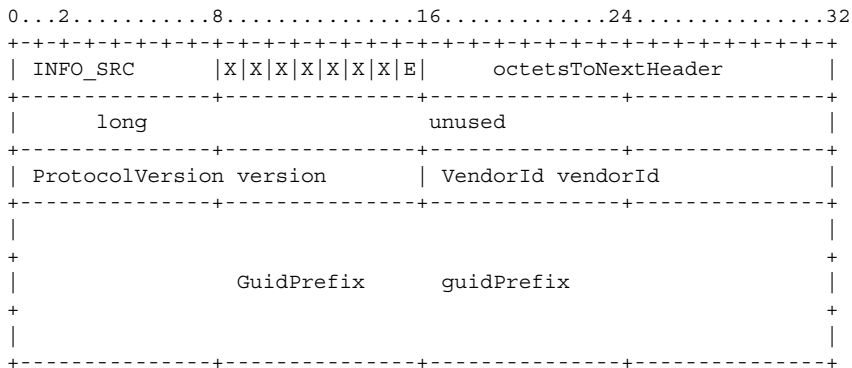 0...2...........8...............16.............24...............32
+-+-+-+-+-+-+-+-+-+-+-+-+-+-+-+-+-+-+-+-+-+-+-+-+-+-+-+-+-+-+-+-+
| INFO_SRC      |X|X|X|X|X|X|X|E|     octetsToNextHeader        |
+---------------+---------------+---------------+---------------+
|      long                      unused                         |
+---------------+---------------+---------------+---------------+
| ProtocolVersion version       | VendorId vendorId             |
+---------------+---------------+---------------+---------------+
|                                                               |
+                                                               +
|                 GuidPrefix      guidPrefix                    |
+                                                               +
|                                                               |
+---------------+---------------+---------------+---------------+